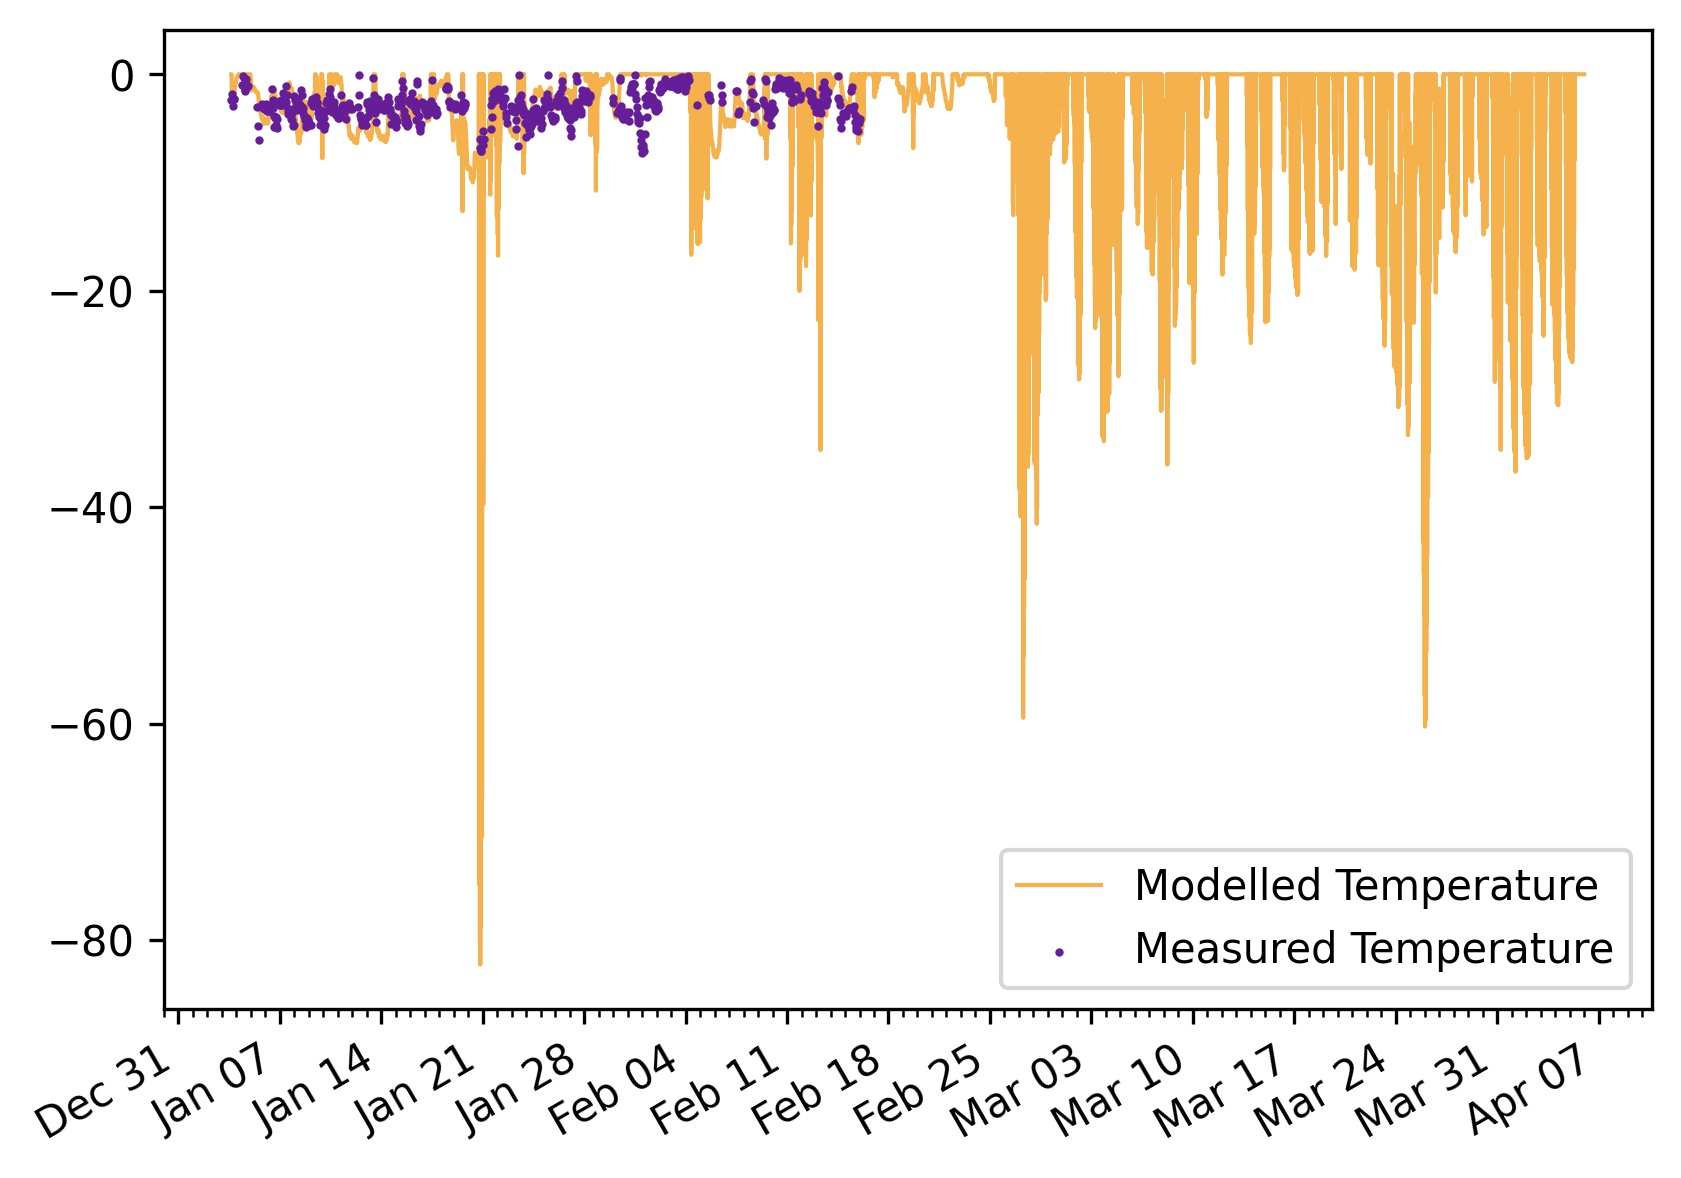 0
−20
−40
−60
−80
Modelled Temperature
Measured Temperature
Dec 31
Jan 07
Jan 14
Jan 21
Jan 28
Feb 04
Feb 11
Feb 18
Feb 25
Mar 03
Mar 10
Mar 17
Mar 24
Mar 31
Apr 07